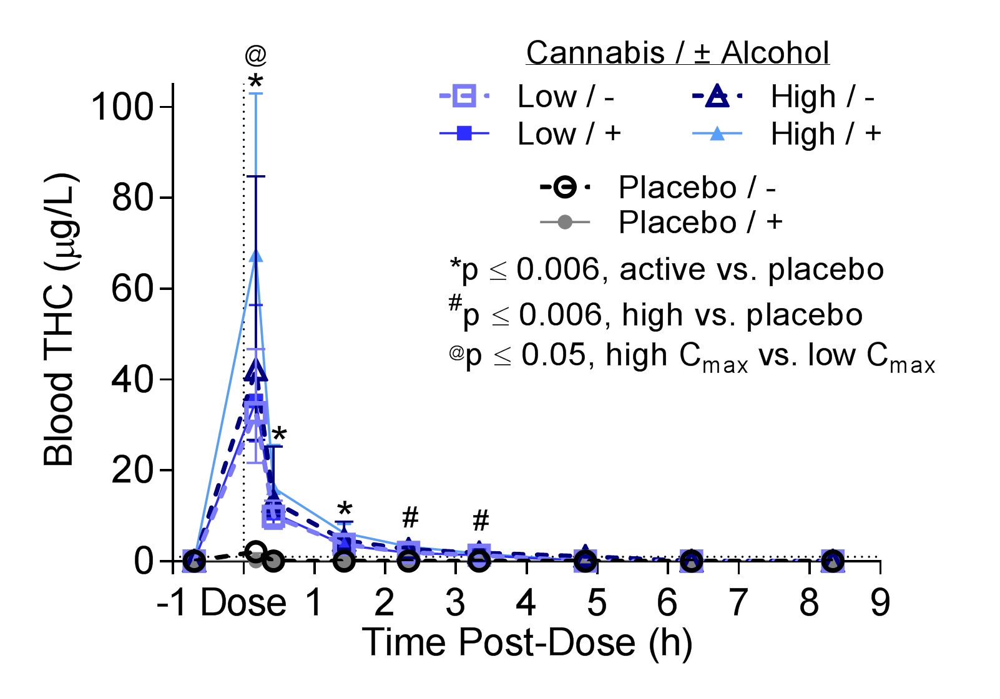 @
*
Cannabis / ± Alcohol
Low / - High / -
Low / + High / +
Placebo / -
Placebo / +
*p ≤ 0.006, active vs. placebo
#p ≤ 0.006, high vs. placebo
@p ≤ 0.05, high Cmax vs. low Cmax
Blood THC (µg/L)
100
80
60
40
20
0
*
*
#
#
-1 Dose 1 2 3 4 5 6 7 8 9
Time Post-Dose (h)